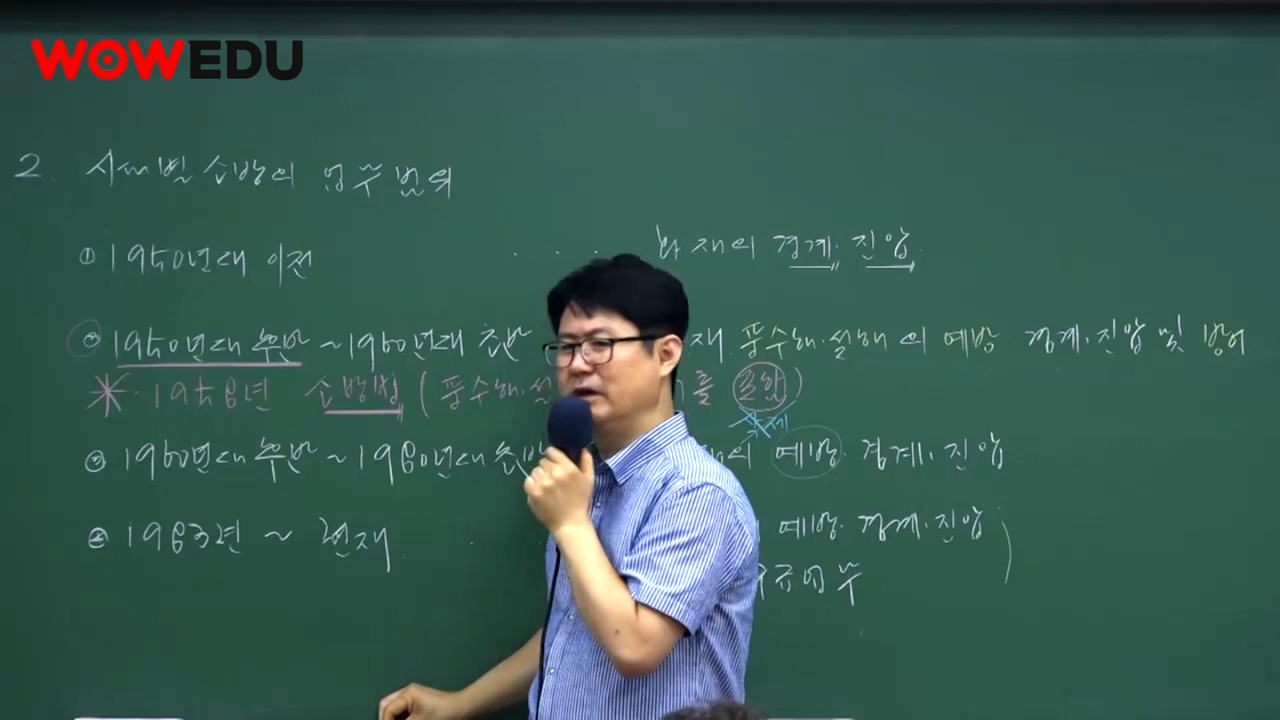 WOWEDU
2. 시대별 소방의 업무범위
① 1950년대 이전 . . . 화재의 경계·진압
② 1950년대 후반 ~ 1960년대 초반 재 풍수해·설해의 예방 경계·진압 및 방어
* · 1958년 소방법 (풍수해·설 를 포함)
삭제
③ 1960년대 후반 ~ 1980년대 초반 의 예방·경계·진압
④ 1983년 ~ 현재 . 예방·경계·진압
구급업무